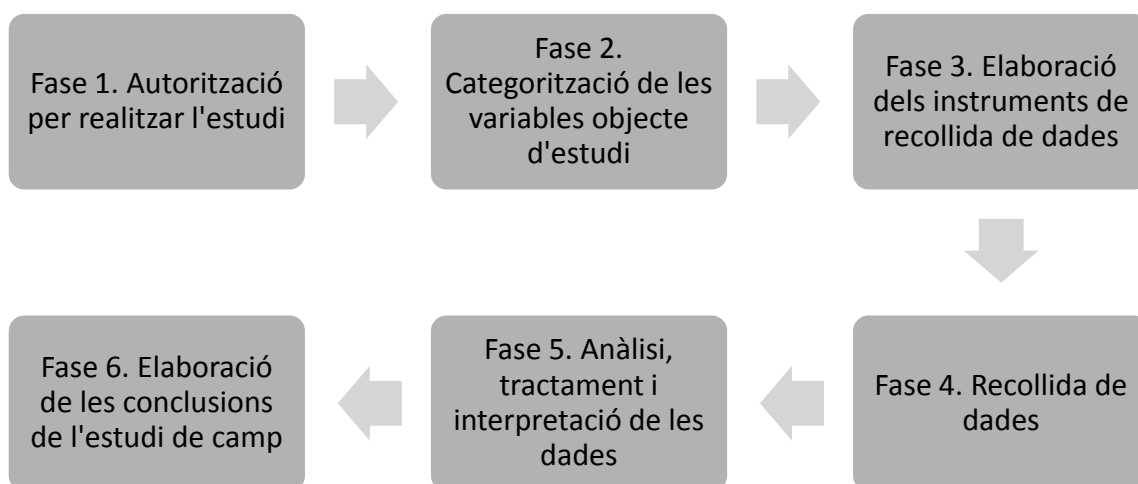 Fase 1. Autorització
per realitzar l'estudi
Fase 2.
Categorització de les
variables objecte
d'estudi
Fase 3. Elaboració
dels instruments de
recollida de dades
Fase 4. Recollida de
dades
Fase 5. Anàlisi,
tractament i
interpretació de les
dades
Fase 6. Elaboració
de les conclusions
de l'estudi de camp